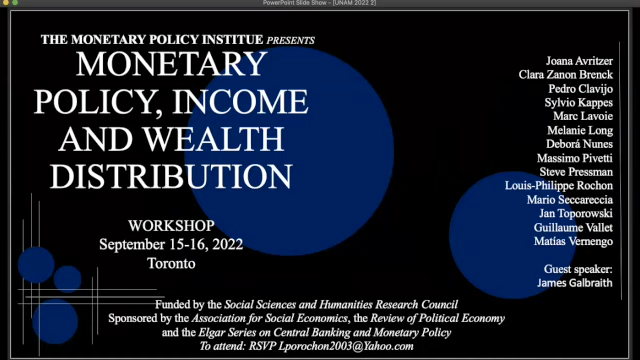 PowerPoint Slide Show - [UNAM 2022 2]
THE MONETARY POLICY INSTITUE PRESENTS
MONETARY
POLICY, INCOME
AND WEALTH
DISTRIBUTION
WORKSHOP
September 15-16, 2022
Toronto
Joana Avritzer
Clara Zanon Brenck
Pedro Clavijo
Sylvio Kappes
Marc Lavoie
Melanie Long
Deborá Nunes
Massimo Pivetti
Steve Pressman
Louis-Philippe Rochon
Mario Seccareccia
Jan Toporowski
Guillaume Vallet
Matías Vernengo
Guest speaker:
James Galbraith
Funded by the Social Sciences and Humanities Research Council
Sponsored by the Association for Social Economics, the Review of Political Economy
and the Elgar Series on Central Banking and Monetary Policy
To attend: RSVP Lporochon2003@Yahoo.com